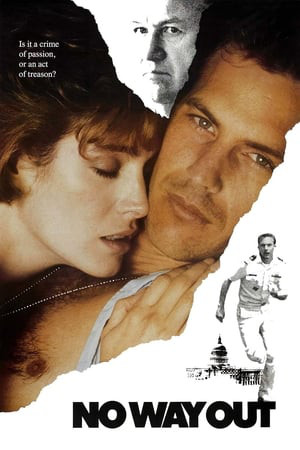 Is it a crime
of passion,
or an act
of treason?
NO WAY OUT